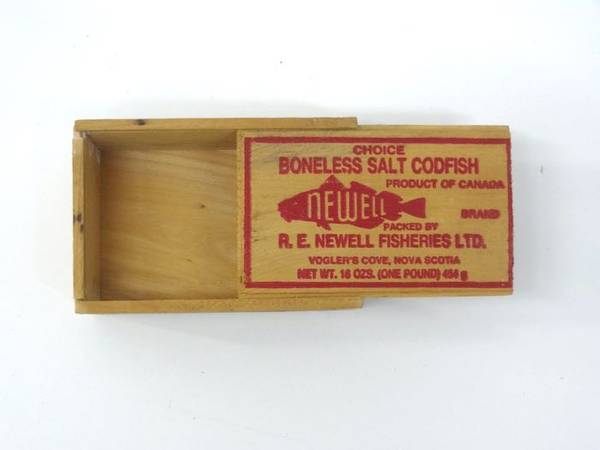 CHOICE
BONELESS SALT CODFISH
PRODUCT OF CANADA
NEWELL
BRAND
PACKED BY
R. E. NEWELL FISHERIES LTD.
VOGLER'S COVE, NOVA SCOTIA
NET WT. 16 OZS. (ONE POUND) 454 g